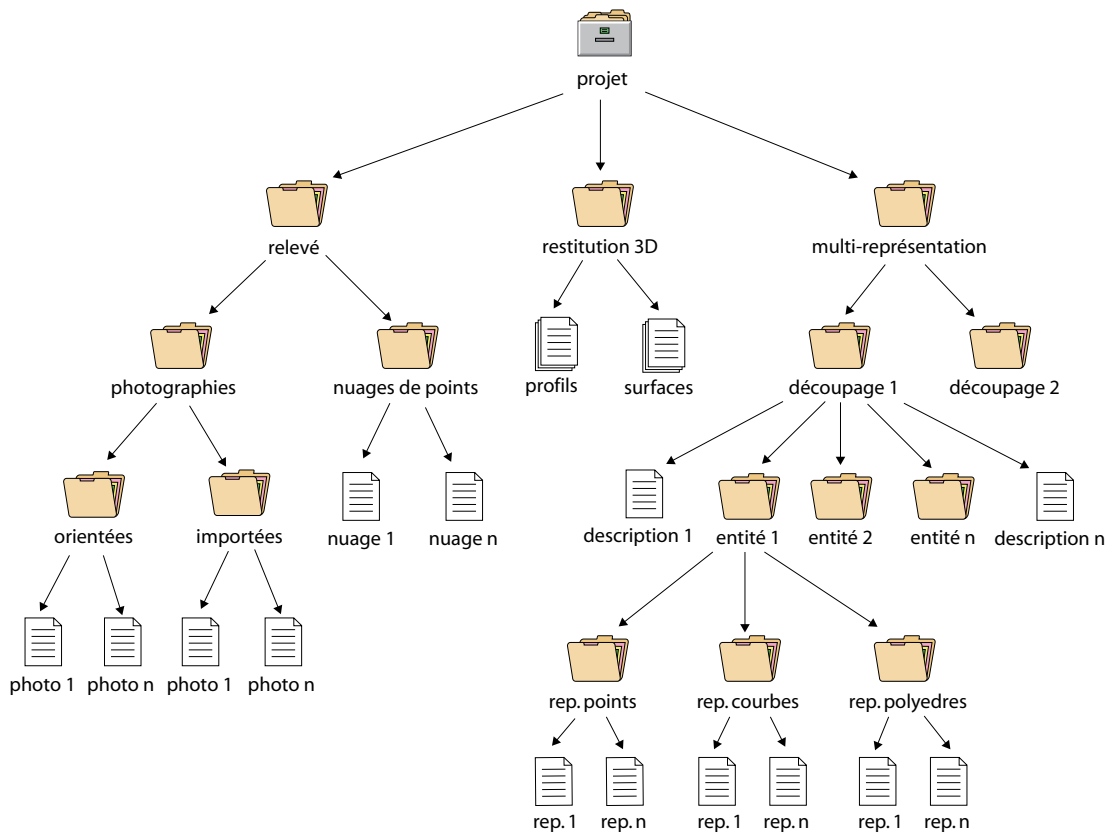 projet
relevé
restitution 3D
multi-représentation
photographies
nuages de points
profils
surfaces
découpage 1
découpage 2
orientées
importées
nuage 1
nuage n
description 1
entité 1
entité 2
entité n
description n
photo 1
photo n
photo 1
photo n
rep. points
rep. courbes
rep. polyedres
rep. 1
rep. n
rep. 1
rep. n
rep. 1
rep. n